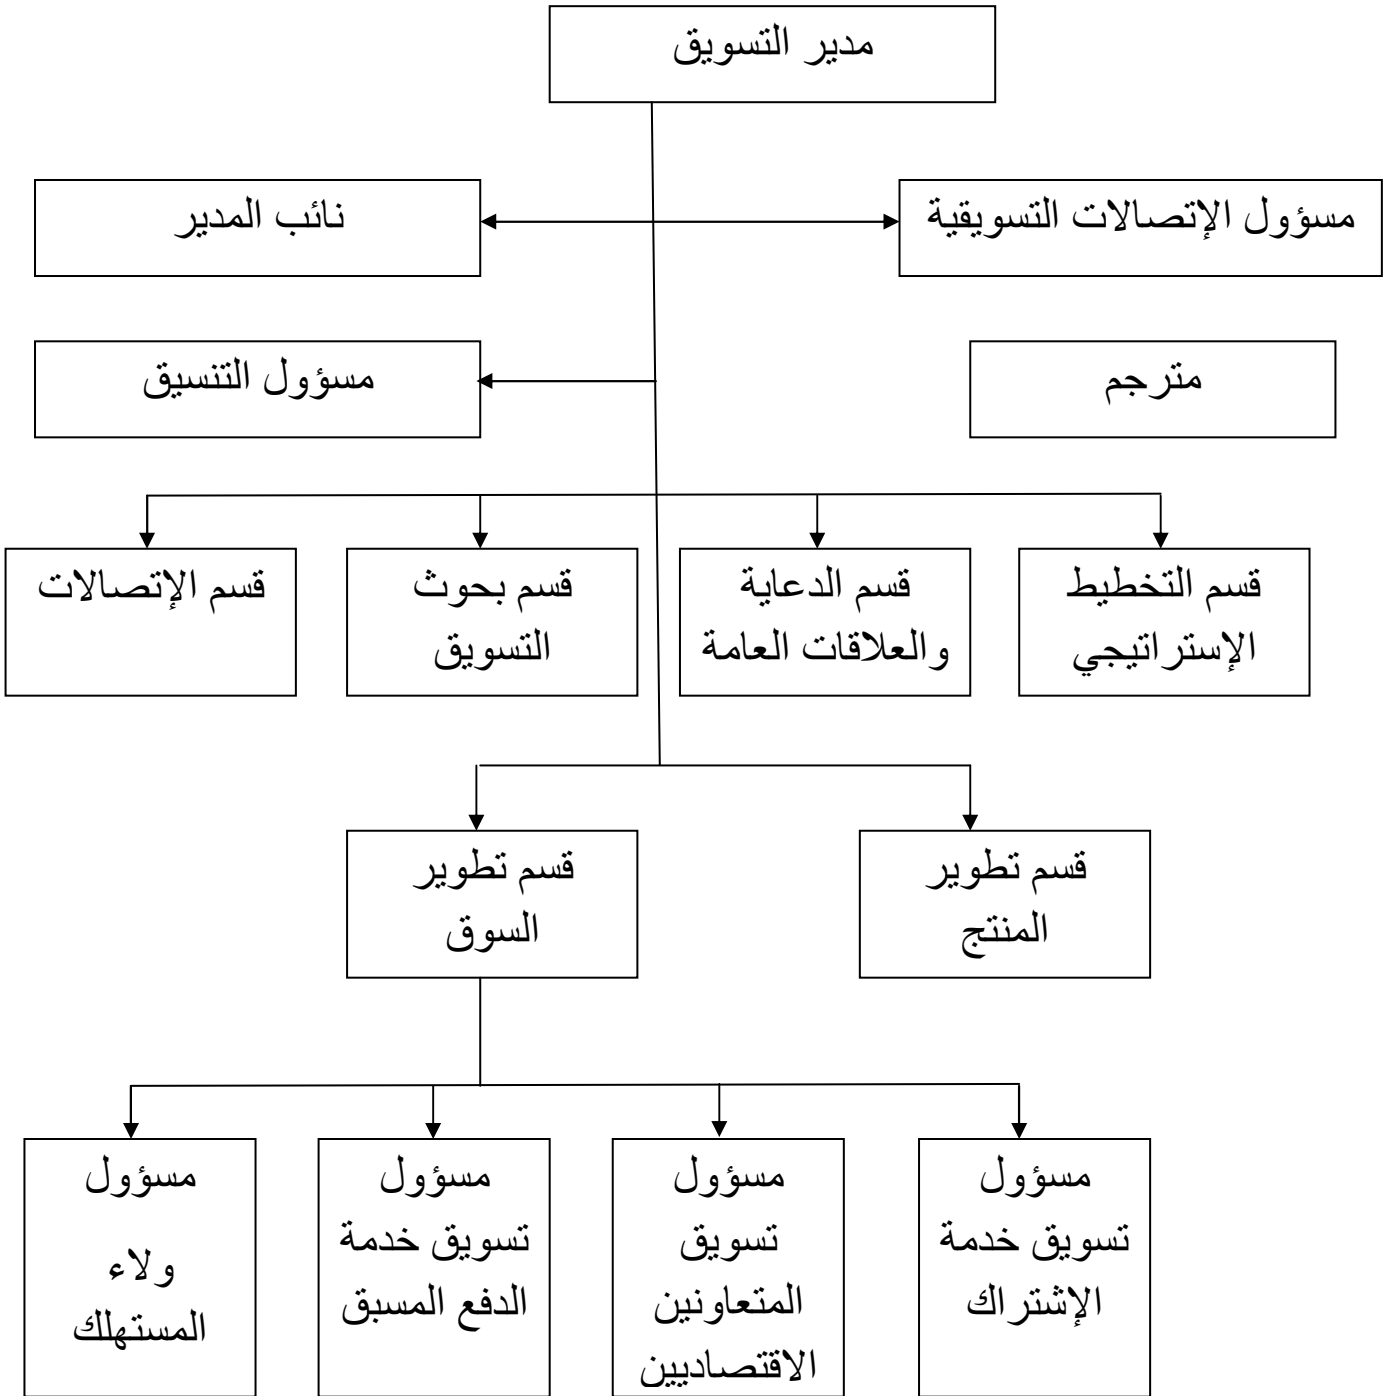 مدير التسويق
مسؤول الإتصالات التسويقية
نائب المدير
مترجم
مسؤول التنسيق
قسم التخطيط
الإستراتيجي
قسم الدعاية
والعلاقات العامة
قسم بحوث
التسويق
قسم الإتصالات
قسم تطوير
المنتج
قسم تطوير
السوق
مسؤول
تسويق خدمة
الإشتراك
مسؤول
تسويق
المتعاونين
الاقتصاديين
مسؤول
تسويق خدمة
الدفع المسبق
مسؤول
ولاء
المستهلك